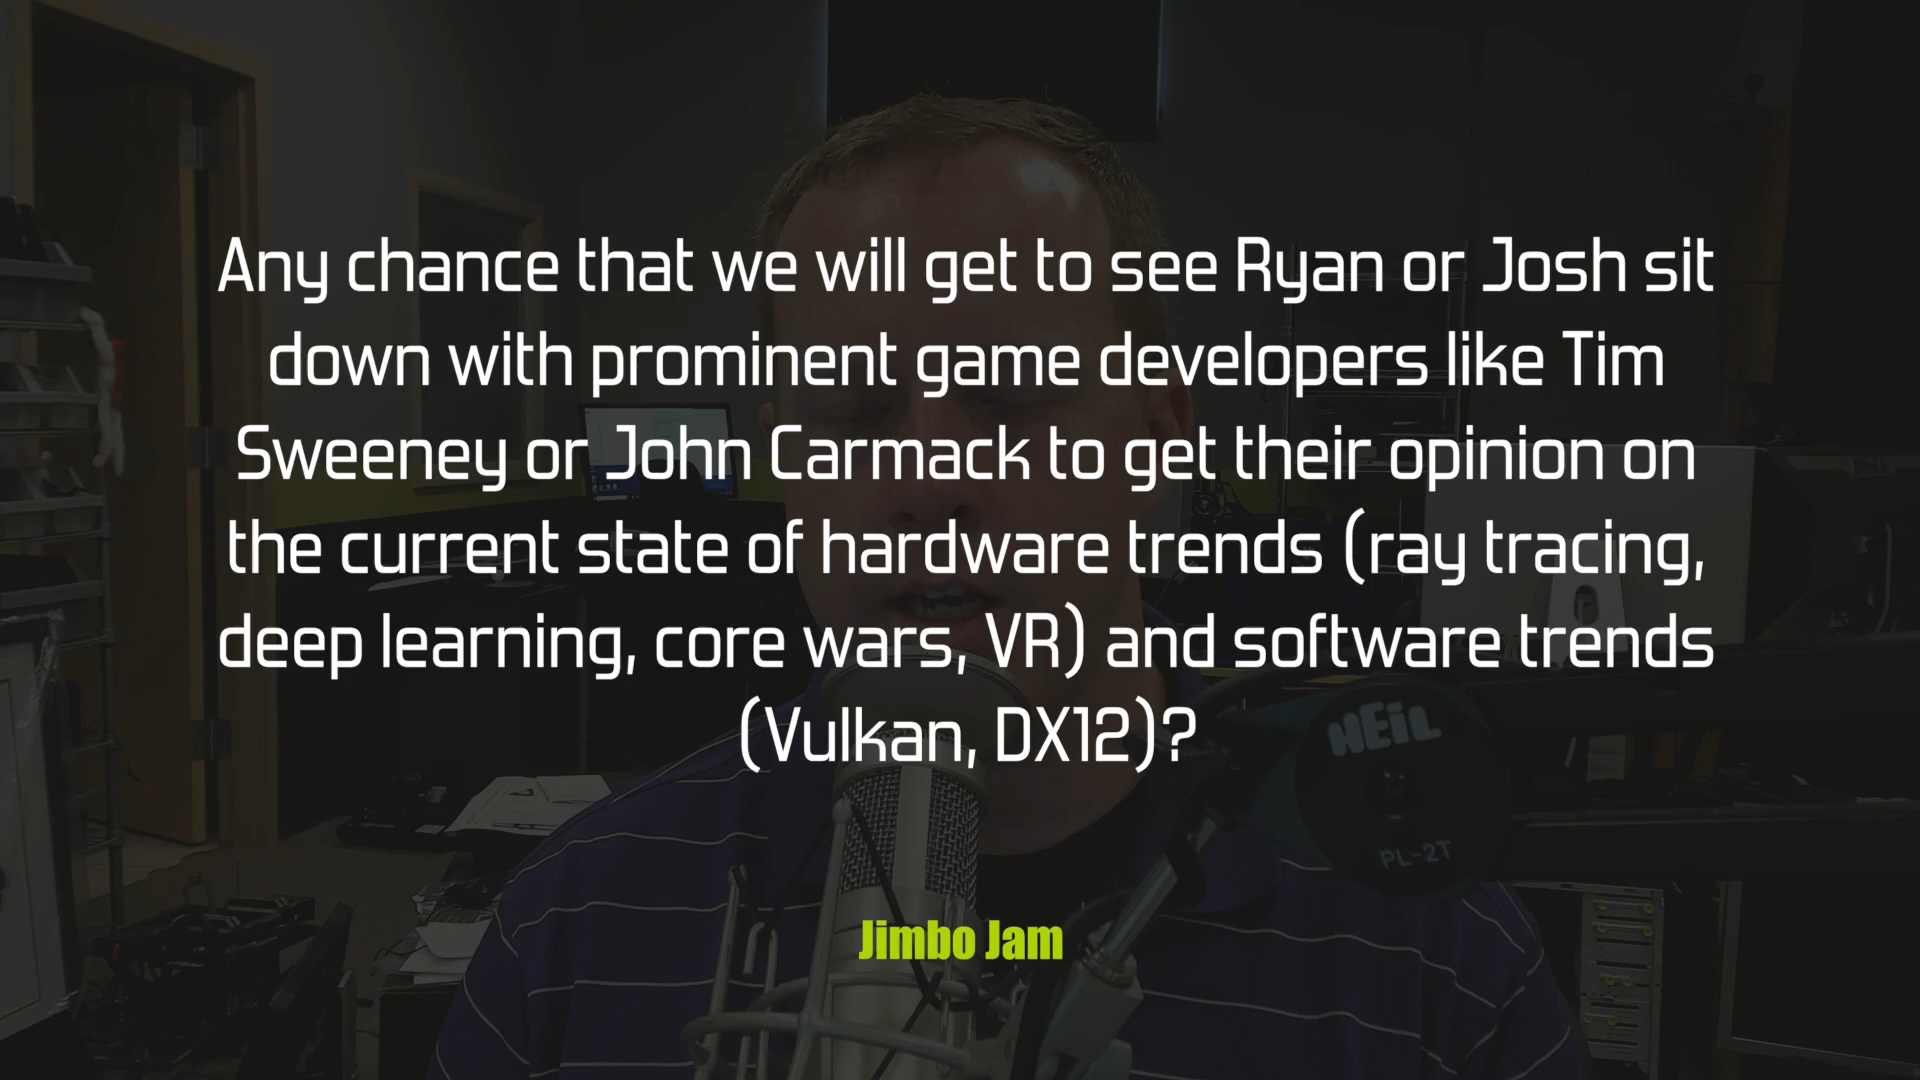 Any chance that we will get to see Ryan or Josh sit
down with prominent game developers like Tim
Sweeney or John Carmack to get their opinion on
the current state of hardware trends (ray tracing,
deep learning, core wars, VR) and software trends
(Vulkan, DX12)?
HEiL
PL-2T
Jimbo Jam